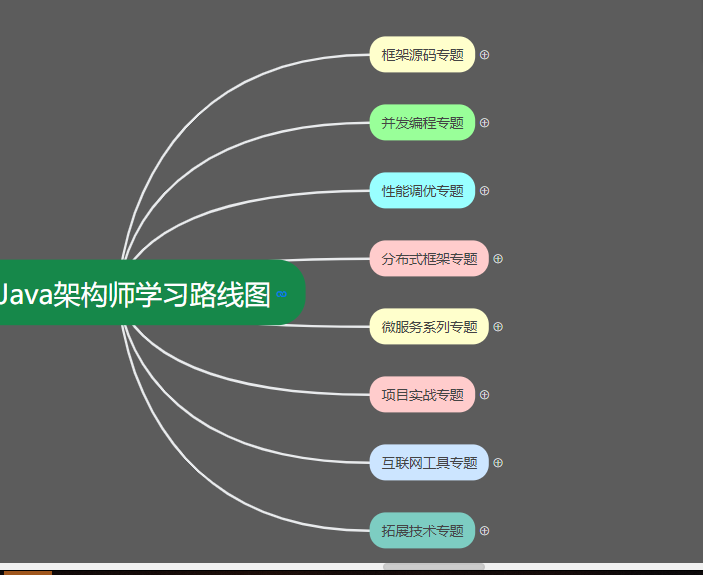 框架源码专题
并发编程专题
性能调优专题
分布式框架专题
Java架构师学习路线图
微服务系列专题
项目实战专题
互联网工具专题
拓展技术专题